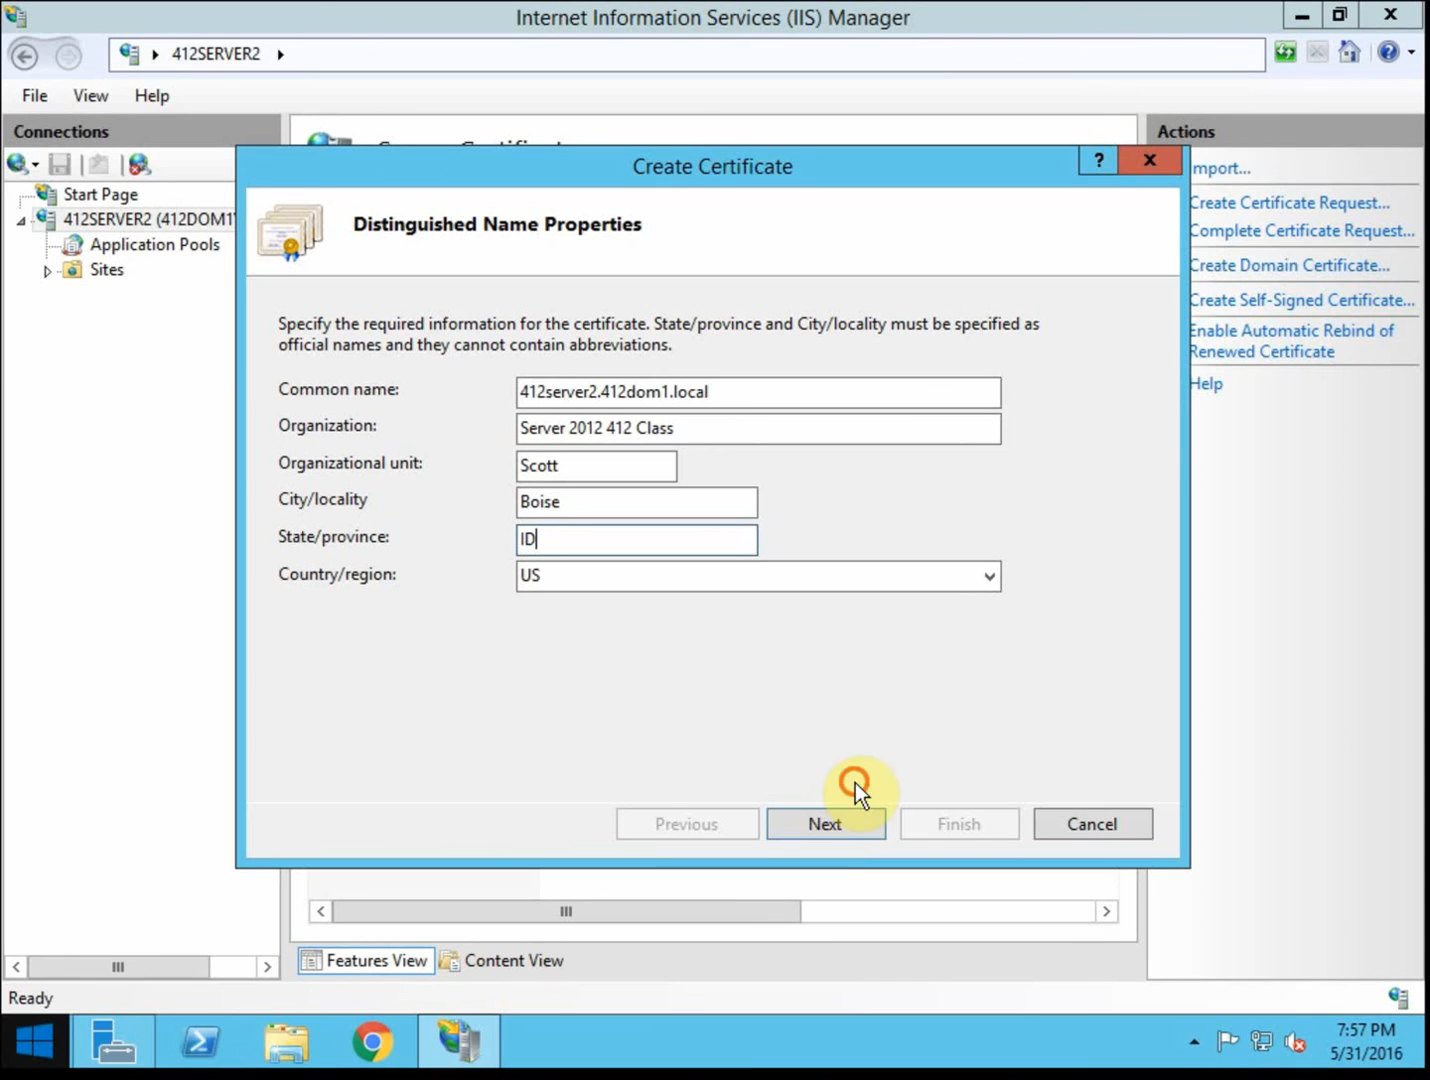 Internet Information Services (IIS) Manager
412SERVER2
File View Help
Connections
Start Page
412SERVER2 (412DOM1\
Application Pools
Sites
Actions
mport...
Create Certificate Request...
Complete Certificate Request...
Create Domain Certificate...
Create Self-Signed Certificate...
Enable Automatic Rebind of
Renewed Certificate
Help
Create Certificate
?
Distinguished Name Properties
Specify the required information for the certificate. State/province and City/locality must be specified as
official names and they cannot contain abbreviations.
Common name: 412server2.412dom1.local
Organization: Server 2012 412 Class
Organizational unit: Scott
City/locality Boise
State/province: ID
Country/region: US
Previous Next Finish Cancel
Features View Content View
Ready
7:57 PM
5/31/2016